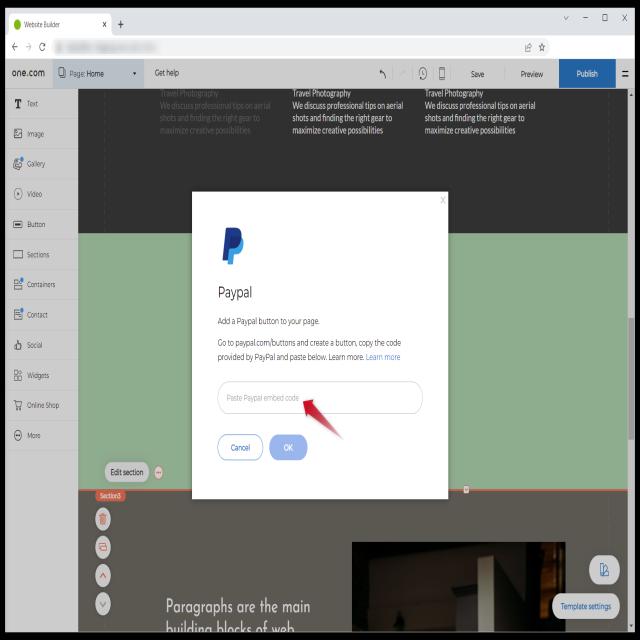 Website Builder
one.com
Page: Home
Get help
Save
Preview
Publish
Text
Image
Gallery
Video
Button
Sections
Containers
Contact
Social
Widgets
Online Shop
More
Travel Photography
We discuss professional tips on aerial
shots and finding the right gear to
maximize creative possibilities
Travel Photography
We discuss professional tips on aerial
shots and finding the right gear to
maximize creative possibilities
Travel Photography
We discuss professional tips on aerial
shots and finding the right gear to
maximize creative possibilities
X
Paypal
Add a Paypal button to your page.
Go to paypal.com/buttons and create a button, copy the code
provided by PayPal and paste below. Learn more. Learn more
Paste Paypal embed code
Cancel
OK
Edit section
Section3
Paragraphs are the main
building blocks of web
Template settings